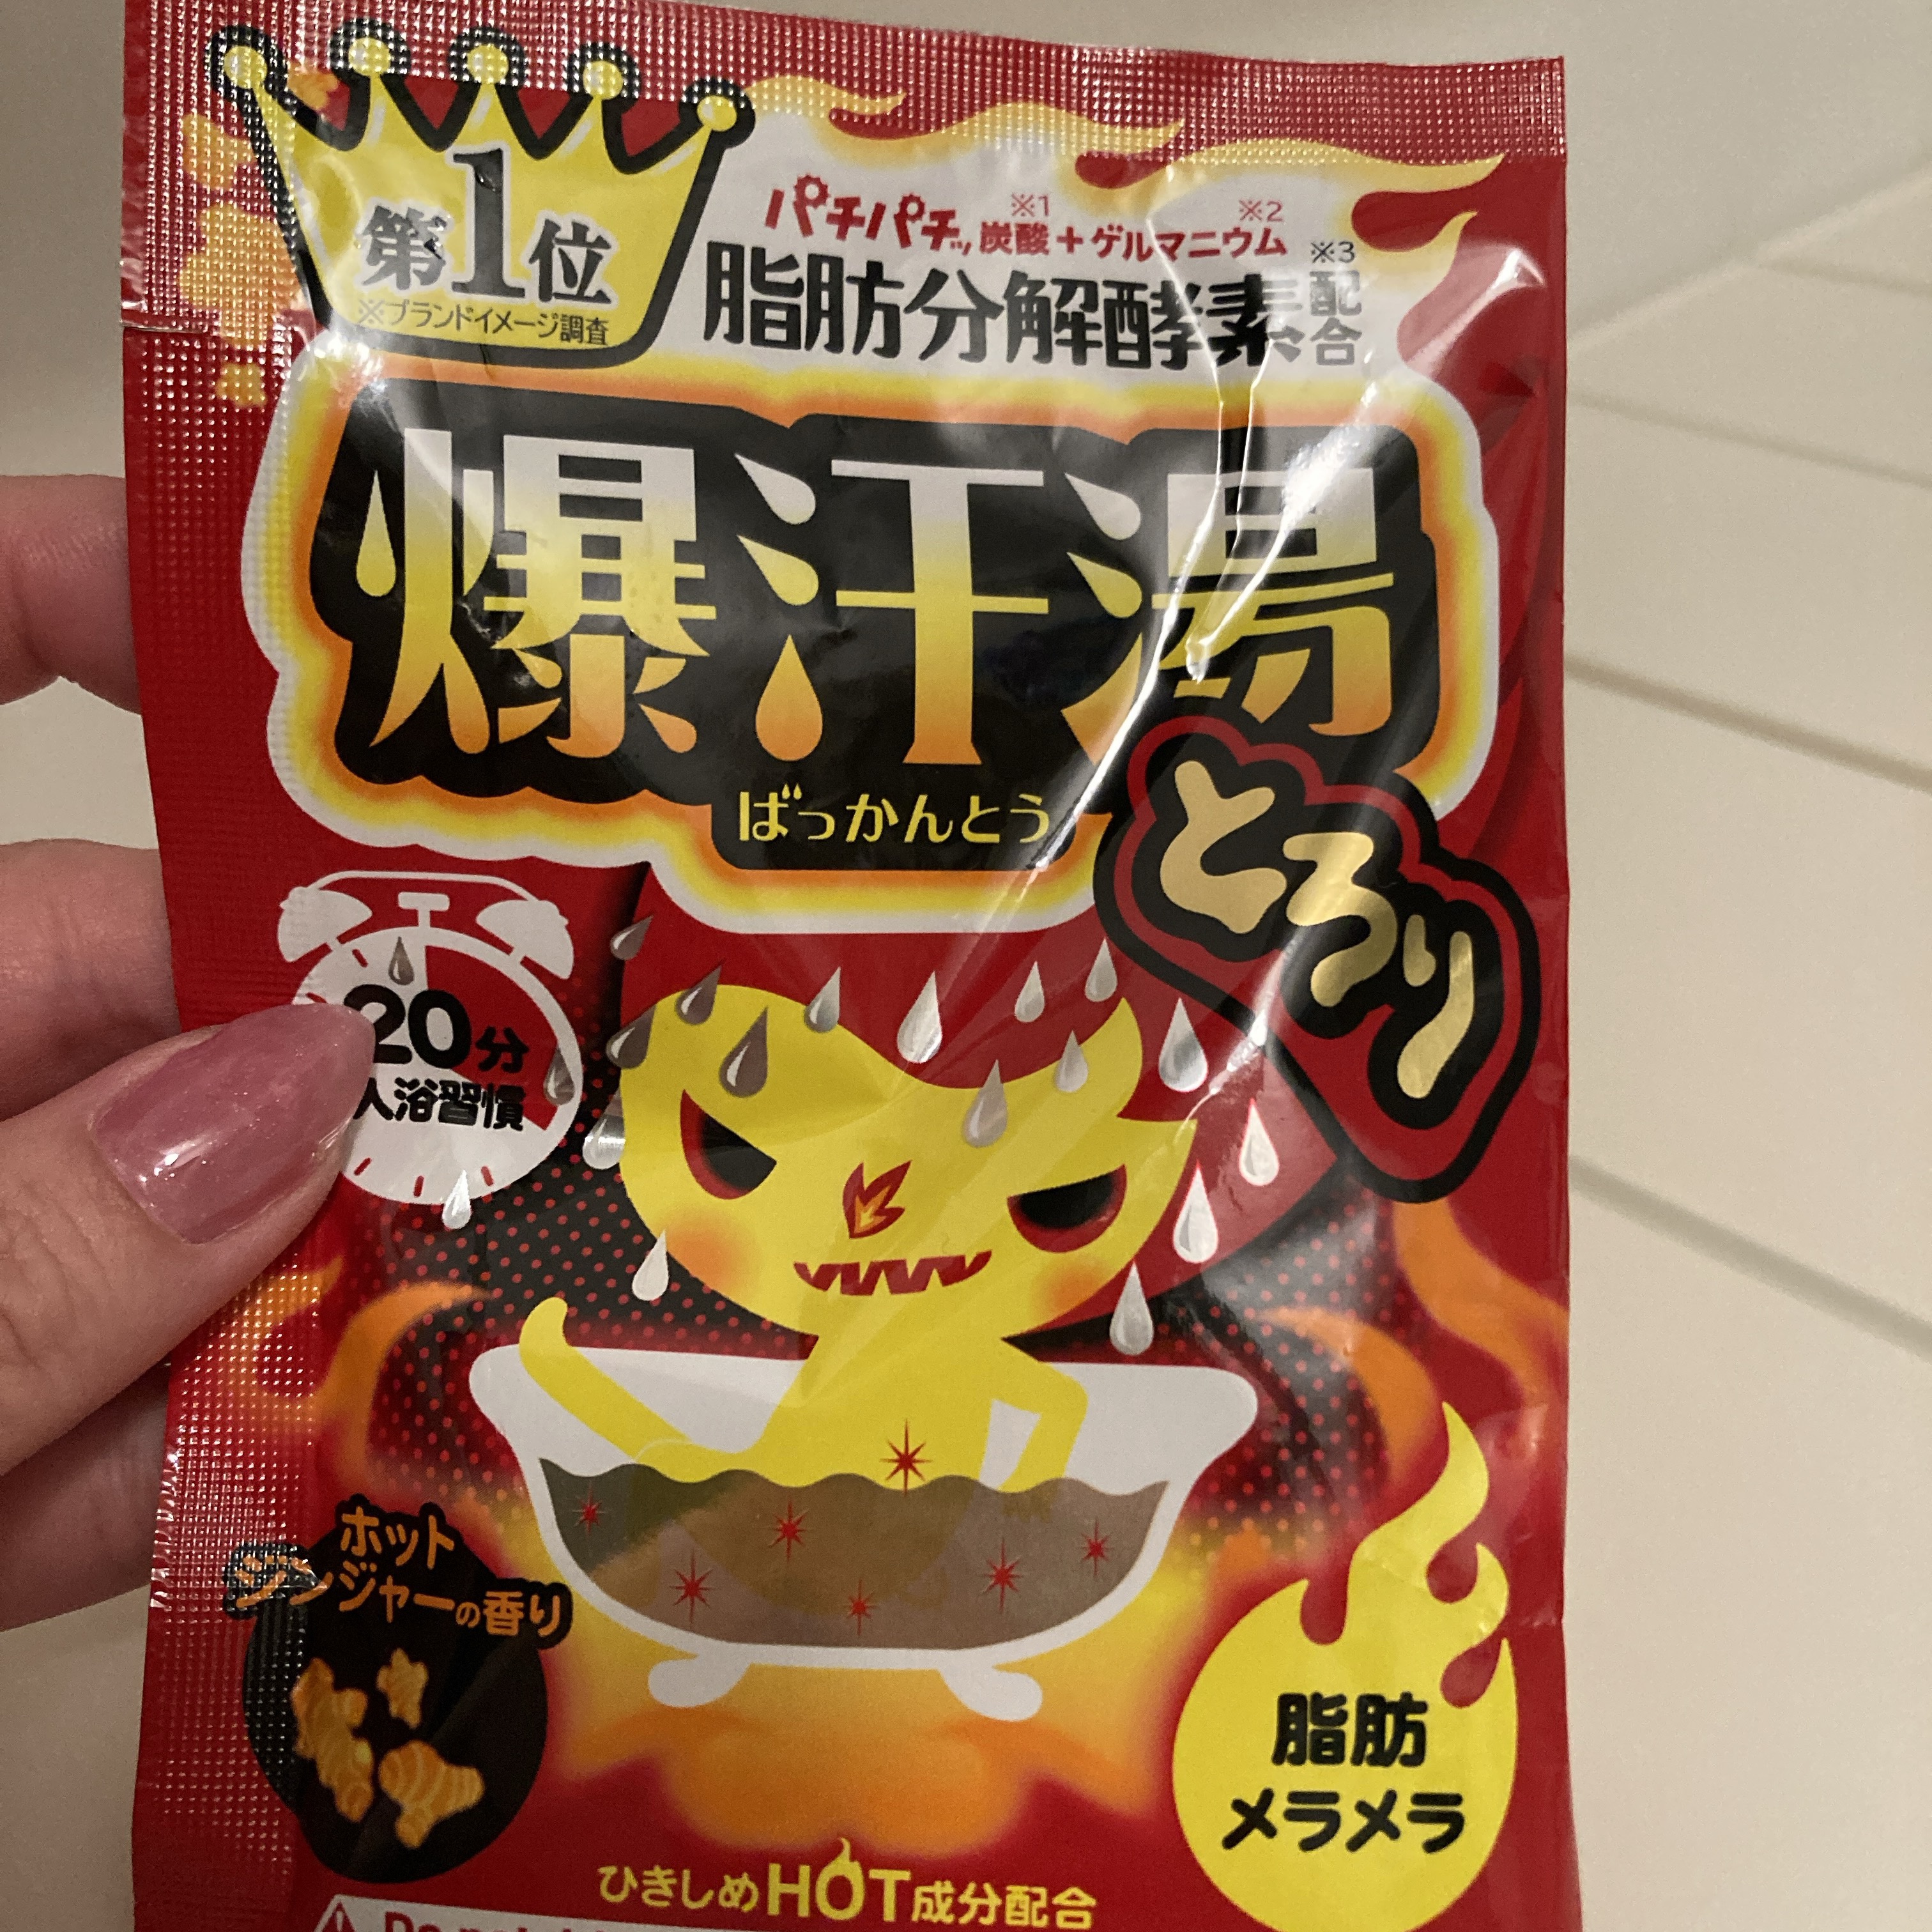 第1位
※ブランドイメージ調査
パチパチッ炭酸※1+ゲルマニウム※2
脂肪分解酵素※3配合
爆汗湯
ばっかんとう
とろり
20分
入浴習慣
ホット
ジンジャーの香り
脂肪
メラメラ
ひきしめHOT成分配合
Do not